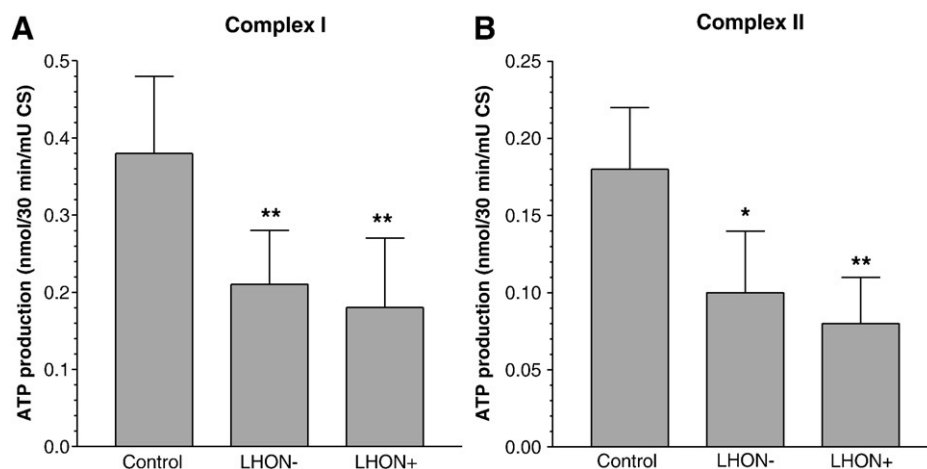 A
Complex I
ATP production (nmol/30 min/mU CS)
0.5
0.4
0.3
0.2
0.1
0.0
**
**
Control
LHON-
LHON+
B
Complex II
ATP production (nmol/30 min/mU CS)
0.25
0.20
0.15
0.10
0.05
0.00
*
**
Control
LHON-
LHON+